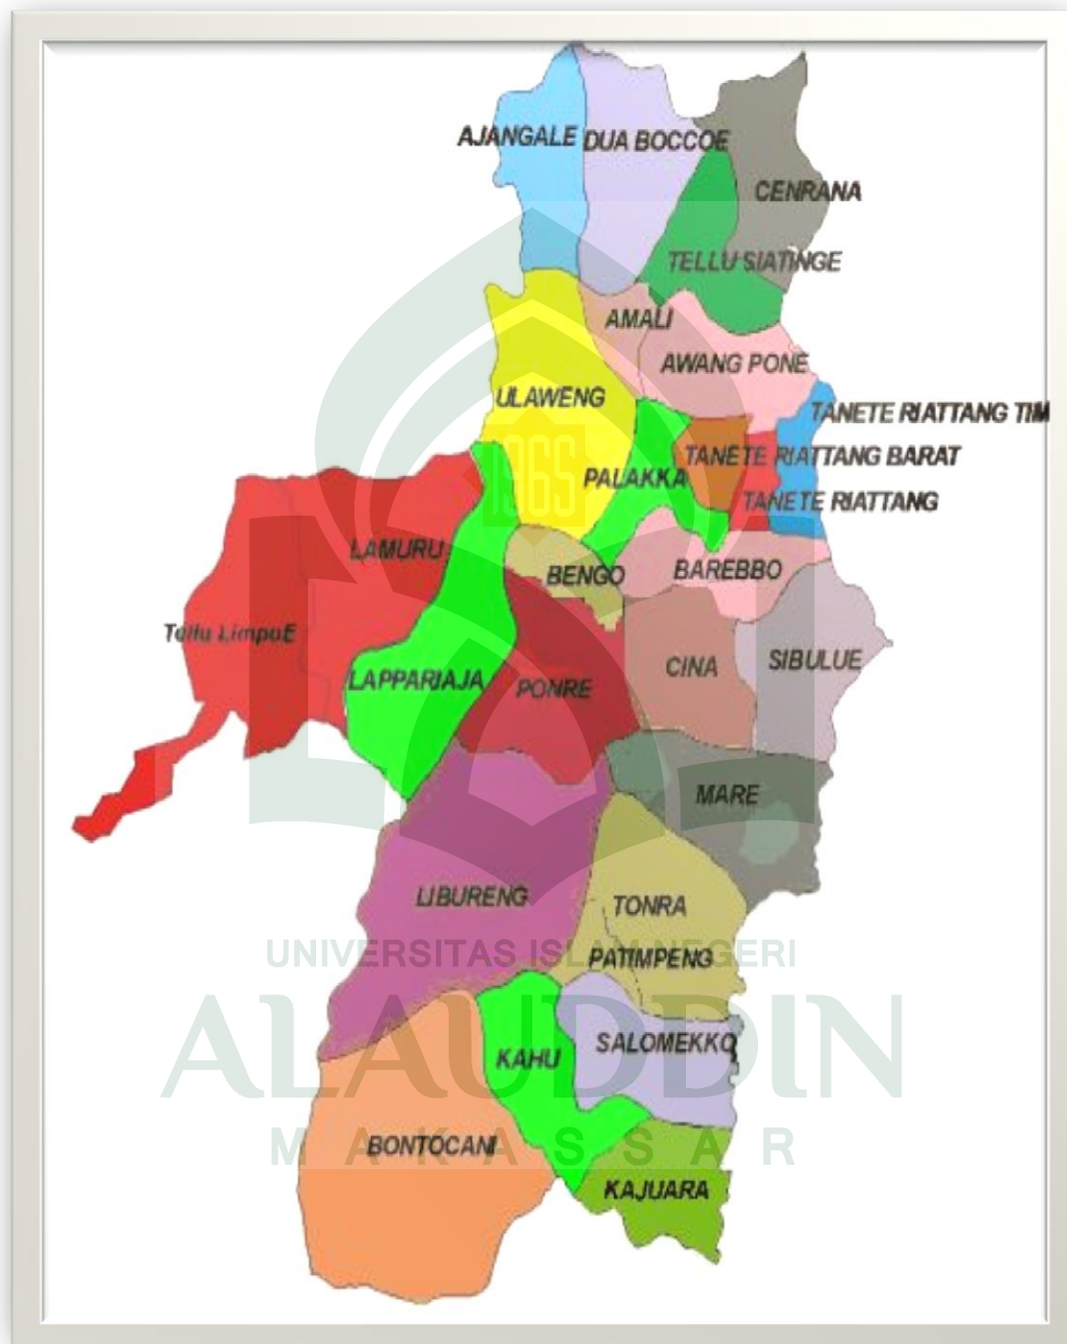 AJANGALE
DUA BOCCOE
CENRANA
TELLU SIATINGE
AMALI
AWANG PONE
ULAWENG
TANETE RIATTANG TIM
TANETE RIATTANG BARAT
PALAKKA
TANETE RIATTANG
1965
LAMURU
BENGO
BAREBBO
Tellu LimpoE
LAPPARIAJA
PONRE
CINA
SIBULUE
MARE
LIBURENG
TONRA
UNIVERSITAS ISLAM NEGERI
PATIMPENG
ALAUDDIN
SALOMEKKO
KAHU
MAKASSAR
BONTOCANI
KAJUARA